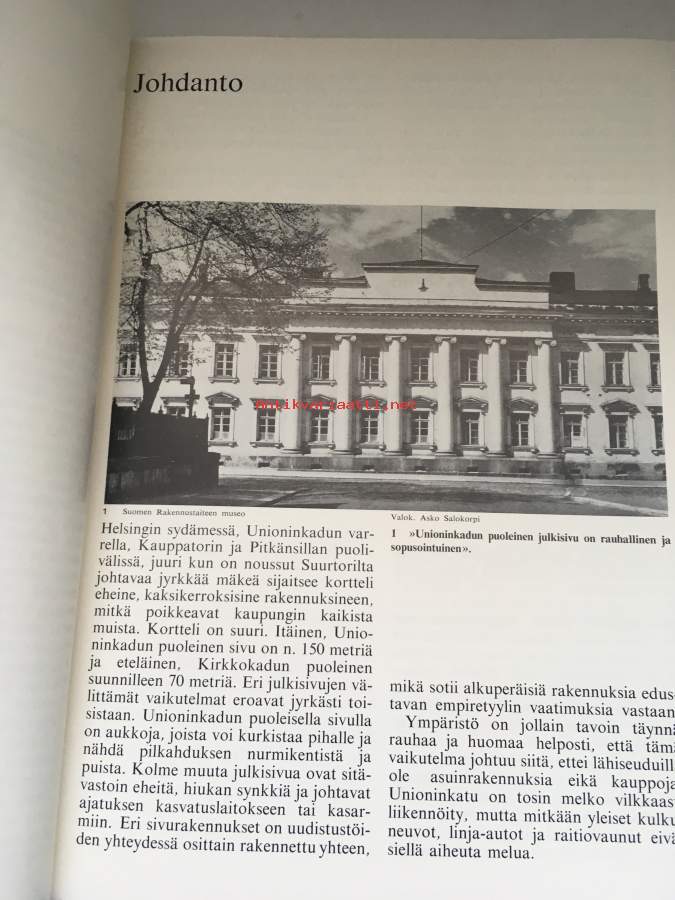 Johdanto
antikvariaatti.net
1 Suomen Rakennustaiteen museo
Valok. Asko Salokorpi
1 »Unioninkadun puoleinen julkisivu on rauhallinen ja
sopusointuinen».
Helsingin sydämessä, Unioninkadun var-
rella, Kauppatorin ja Pitkänsillan puoli-
välissä, juuri kun on noussut Suurtorilta
johtavaa jyrkkää mäkeä sijaitsee kortteli
eheine, kaksikerroksisine rakennuksineen,
mitkä poikkeavat kaupungin kaikista
muista. Kortteli on suuri. Itäinen, Unio-
ninkadun puoleinen sivu on n. 150 metriä
ja eteläinen, Kirkkokadun puoleinen
suunnilleen 70 metriä. Eri julkisivujen vä-
littämät vaikutelmat eroavat jyrkästi toi-
sistaan. Unioninkadun puoleisella sivulla
on aukkoja, joista voi kurkistaa pihalle ja
nähdä pilkahduksen nurmikentistä ja
puista. Kolme muuta julkisivua ovat sitä-
vastoin eheitä, hiukan synkkiä ja johtavat
ajatuksen kasvatuslaitokseen tai kasar-
miin. Eri sivurakennukset on uudistustöi-
den yhteydessä osittain rakennettu yhteen,
mikä sotii alkuperäisiä rakennuksia edus-
tavan empiretyylin vaatimuksia vastaan
Ympäristö on jollain tavoin täynnä
rauhaa ja huomaa helposti, että tämä
vaikutelma johtuu siitä, ettei lähiseuduill
ole asuinrakennuksia eikä kauppoja
Unioninkatu on tosin melko vilkkaas
liikennöity, mutta mitkään yleiset kulku
neuvot, linja-autot ja raitiovaunut eivä
siellä aiheuta melua.